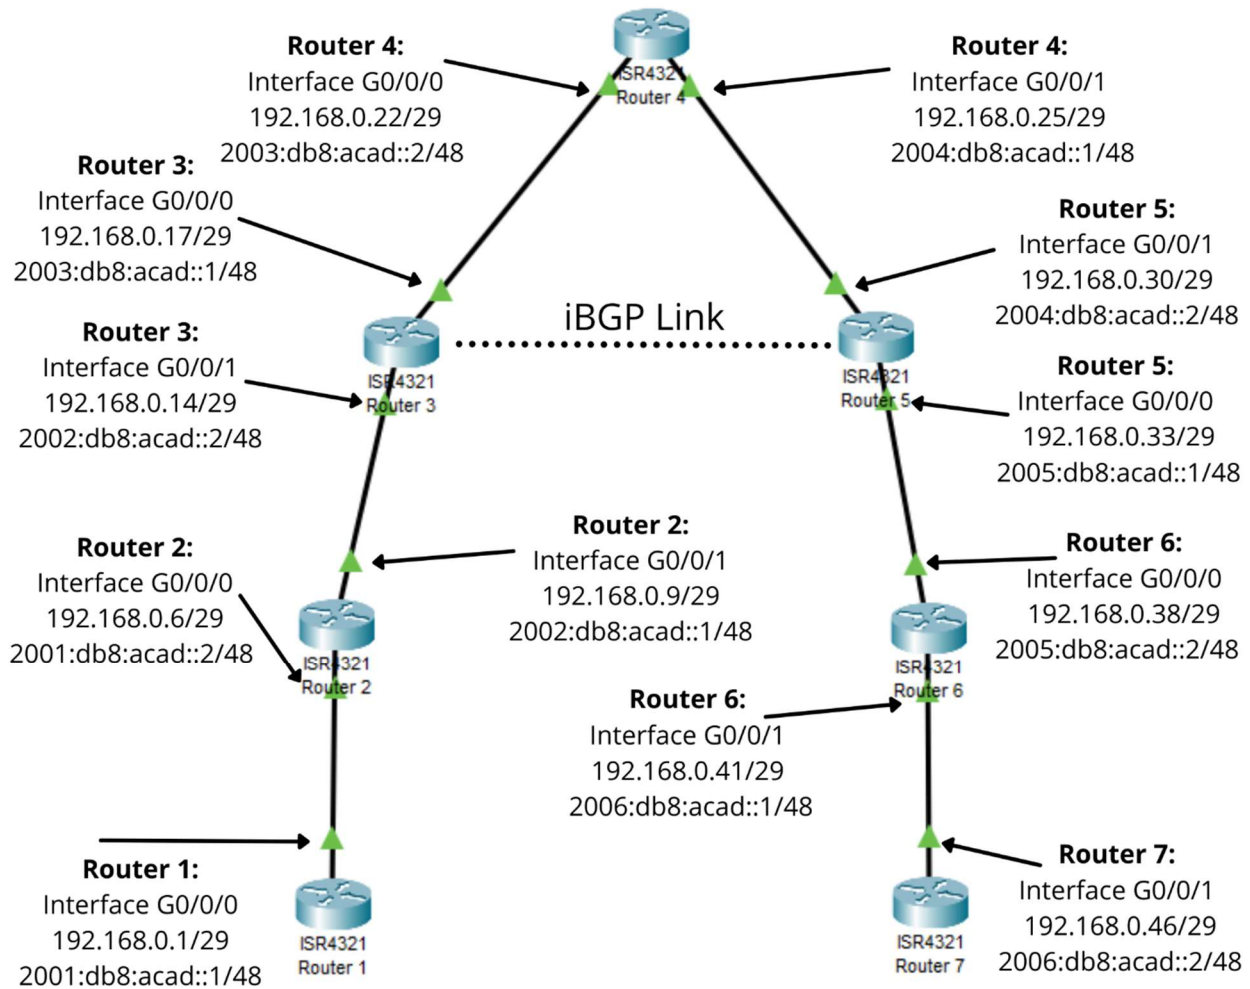 Router 4:
Interface G0/0/0
192.168.0.22/29
2003:db8:acad::2/48
ISR4321
Router 4
Router 4:
Interface G0/0/1
192.168.0.25/29
2004:db8:acad::1/48
Router 3:
Interface G0/0/0
192.168.0.17/29
2003:db8:acad::1/48
Router 5:
Interface G0/0/1
192.168.0.30/29
2004:db8:acad::2/48
iBGP Link
Router 3:
Interface G0/0/1
192.168.0.14/29
2002:db8:acad::2/48
ISR4321
Router 3
ISR4321
Router 5
Router 5:
Interface G0/0/0
192.168.0.33/29
2005:db8:acad::1/48
Router 2:
Interface G0/0/0
192.168.0.6/29
2001:db8:acad::2/48
Router 2:
Interface G0/0/1
192.168.0.9/29
2002:db8:acad::1/48
Router 6:
Interface G0/0/0
192.168.0.38/29
2005:db8:acad::2/48
ISR4321
Router 2
ISR4321
Router 6
Router 6:
Interface G0/0/1
192.168.0.41/29
2006:db8:acad::1/48
Router 1:
Interface G0/0/0
192.168.0.1/29
2001:db8:acad::1/48
ISR4321
Router 1
ISR4321
Router 7
Router 7:
Interface G0/0/1
192.168.0.46/29
2006:db8:acad::2/48